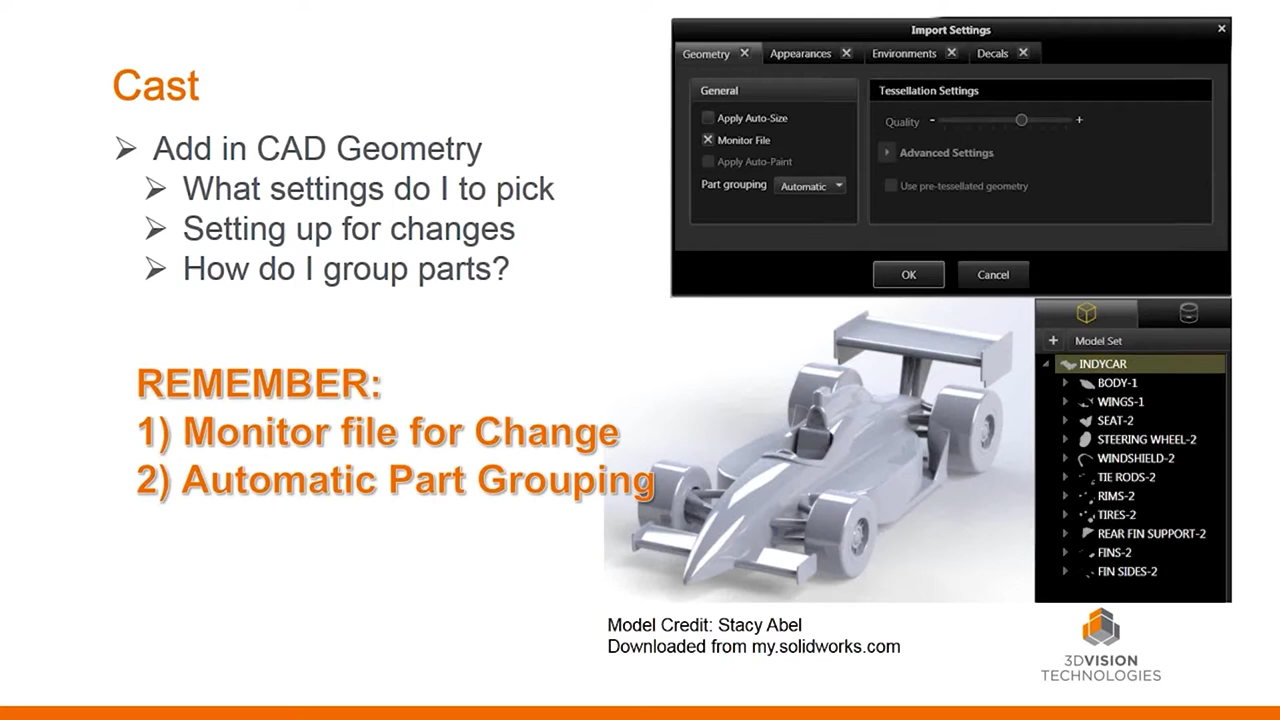 Cast
Add in CAD Geometry
What settings do I to pick
Setting up for changes
How do I group parts?
REMEMBER:
1) Monitor file for Change
2) Automatic Part Grouping
Import Settings
Geometry
Appearances
Environments
Decals
General
Apply Auto-Size
Monitor File
Apply Auto-Paint
Part grouping Automatic
Tessellation Settings
Quality - +
Advanced Settings
Use pre-tessellated geometry
OK
Cancel
Model Set
INDYCAR
BODY-1
WINGS-1
SEAT-2
STEERING WHEEL-2
WINDSHIELD-2
TIE RODS-2
RIMS-2
TIRES-2
REAR FIN SUPPORT-2
FINS-2
FIN SIDES-2
Model Credit: Stacy Abel
Downloaded from my.solidworks.com
3DVISION
TECHNOLOGIES